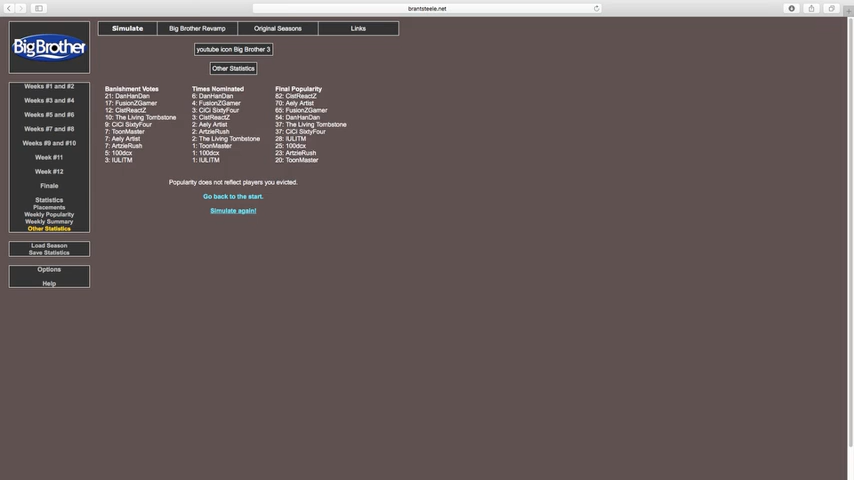 brantsteele.net
Simulate
Big Brother Revamp
Original Seasons
Links
Big Brother
youtube icon Big Brother 3
Other Statistics
Weeks #1 and #2
Weeks #3 and #4
Weeks #5 and #6
Weeks #7 and #8
Weeks #9 and #10
Week #11
Week #12
Finale
Statistics
Placements
Weekly Popularity
Weekly Summary
Other Statistics
Load Season
Save Statistics
Options
Help
Banishment Votes
21: DanHanDan
17: FusionZGamer
12: CistReactZ
10: The Living Tombstone
9: CiCi SixtyFour
7: ToonMaster
7: Aely Artist
7: ArtzieRush
5: 100dcx
3: IULITM
Times Nominated
6: DanHanDan
4: FusionZGamer
3: CiCi SixtyFour
3: CistReactZ
2: Aely Artist
2: ArtzieRush
2: The Living Tombstone
1: ToonMaster
1: 100dcx
1: IULITM
Final Popularity
82: CistReactZ
70: Aely Artist
65: FusionZGamer
54: DanHanDan
37: The Living Tombstone
37: CiCi SixtyFour
28: IULITM
25: 100dcx
23: ArtzieRush
20: ToonMaster
Popularity does not reflect players you evicted.
Go back to the start.
Simulate again!